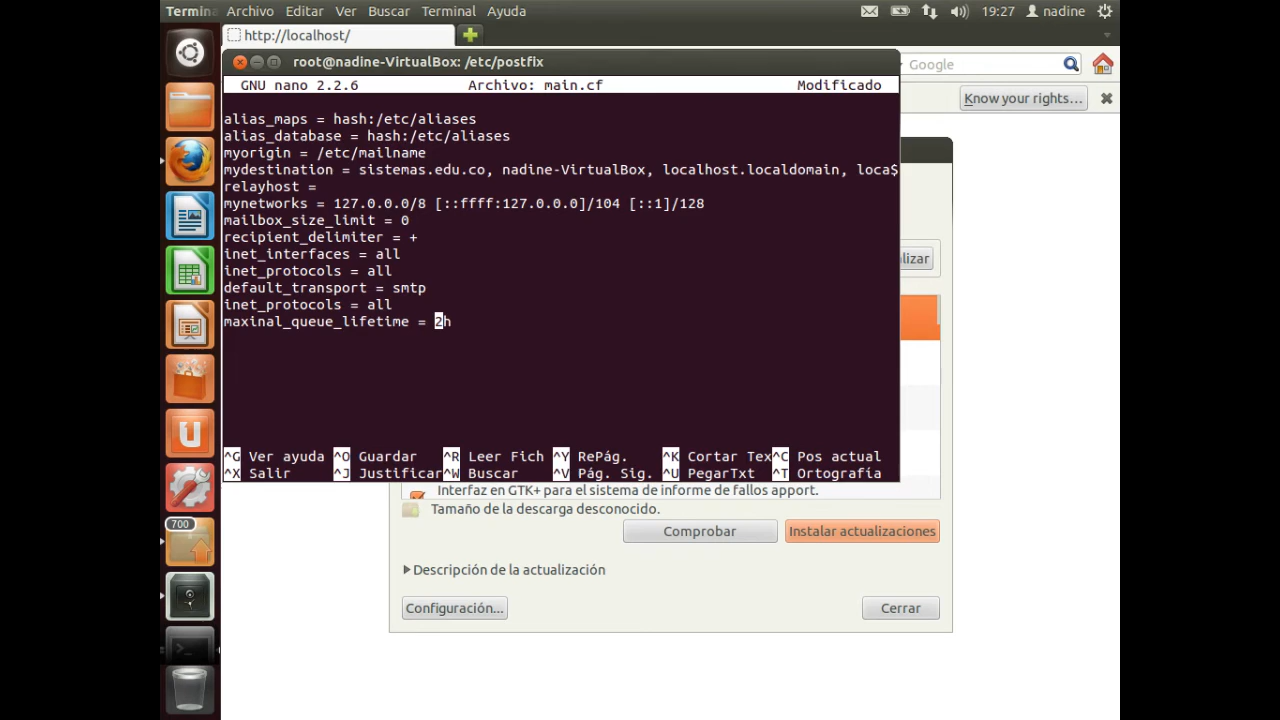 Termina Archivo Editar Ver Buscar Terminal Ayuda 19:27 nadine
http://localhost/
root@nadine-VirtualBox: /etc/postfix
Google
GNU nano 2.2.6 Archivo: main.cf Modificado
Know your rights...
alias_maps = hash:/etc/aliases
alias_database = hash:/etc/aliases
myorigin = /etc/mailname
mydestination = sistemas.edu.co, nadine-VirtualBox, localhost.localdomain, loca$
relayhost =
mynetworks = 127.0.0.0/8 [::ffff:127.0.0.0]/104 [::1]/128
mailbox_size_limit = 0
recipient_delimiter = +
inet_interfaces = all
lizar
inet_protocols = all
default_transport = smtp
inet_protocols = all
maxinal_queue_lifetime = 2h
^G Ver ayuda ^O Guardar ^R Leer Fich ^Y RePág. ^K Cortar Tex ^C Pos actual
^X Salir ^J Justificar ^W Buscar ^V Pág. Sig. ^U PegarTxt ^T Ortografía
Interfaz en GTK+ para el sistema de informe de fallos apport.
Tamaño de la descarga desconocido.
700
Comprobar Instalar actualizaciones
Descripción de la actualización
Configuración... Cerrar